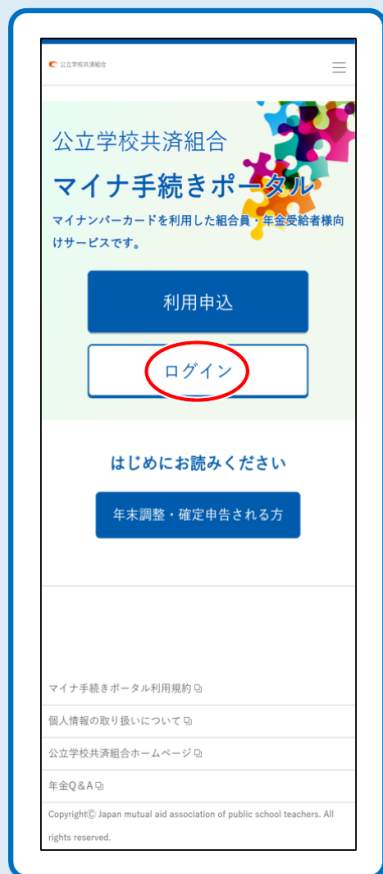 公立学校共済組合
公立学校共済組合
マイナ手続きポータル
マイナンバーカードを利用した組合員・年金受給者様向
けサービスです。
利用申込
ログイン
はじめにお読みください
年末調整・確定申告される方
マイナ手続きポータル利用規約
個人情報の取り扱いについて
公立学校共済組合ホームページ
年金Q&A
Copyright© Japan mutual aid association of public school teachers. All
rights reserved.